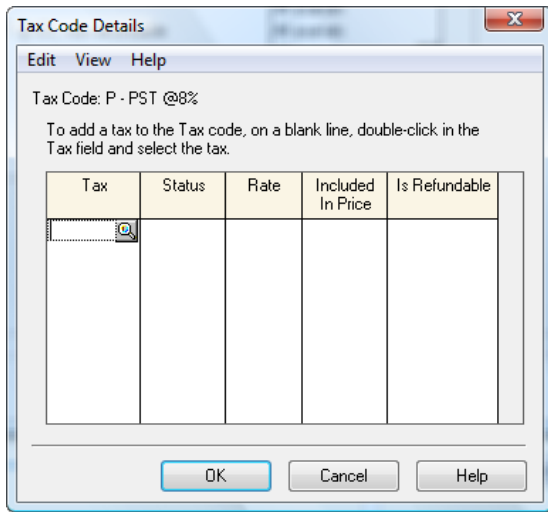 Tax Code Details
Edit View Help
Tax Code: P - PST @8%
To add a tax to the Tax code, on a blank line, double-click in the
Tax field and select the tax.
Tax Status Rate Included Is Refundable
In Price
OK Cancel Help